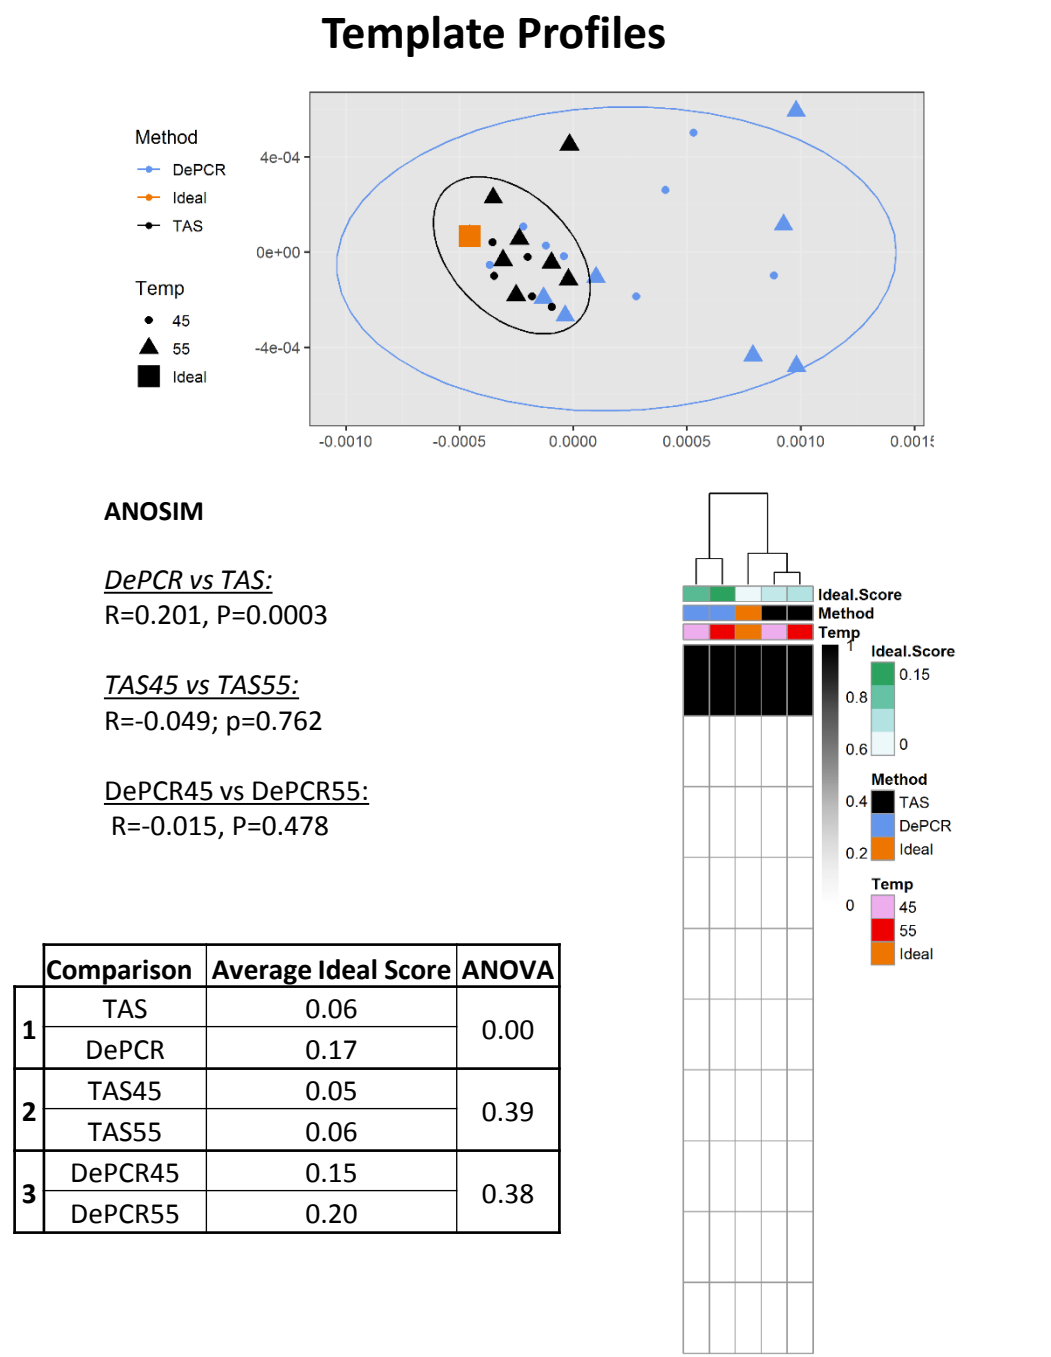 Template Profiles
Method
DePCR
Ideal
TAS
Temp
45
55
Ideal
4e-04
0e+00
-4e-04
-0.0010 -0.0005 0.0000 0.0005 0.0010 0.0015
ANOSIM
DePCR vs TAS:
R=0.201, P=0.0003
TAS45 vs TAS55:
R=-0.049; p=0.762
DePCR45 vs DePCR55:
R=-0.015, P=0.478
Comparison Average Ideal Score ANOVA
1 TAS 0.06 0.00
DePCR 0.17
2 TAS45 0.05 0.39
TAS55 0.06
3 DePCR45 0.15 0.38
DePCR55 0.20
Ideal.Score
Method
Temp
1
0.8
0.6
0.4
0.2
0
Ideal.Score
0.15
0
Method
TAS
DePCR
Ideal
Temp
45
55
Ideal